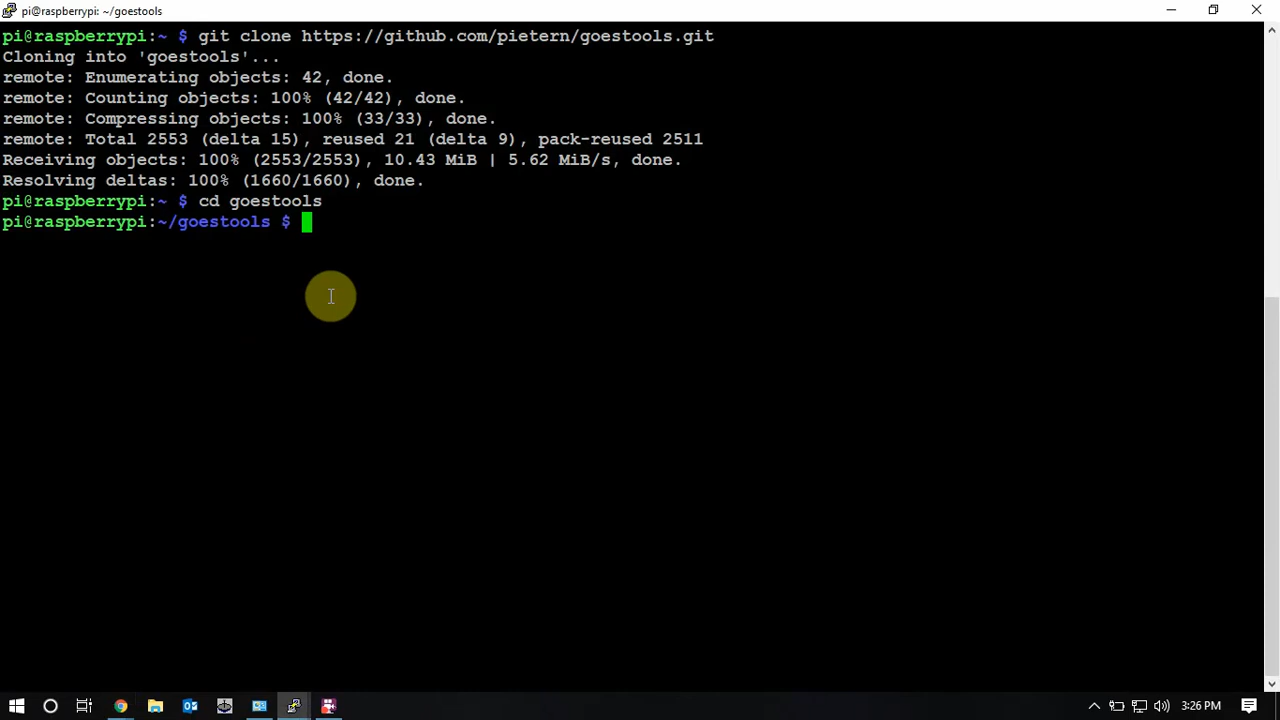 pi@raspberrypi: ~/goestools
pi@raspberrypi:~ $ git clone https://github.com/pietern/goestools.git
Cloning into 'goestools'...
remote: Enumerating objects: 42, done.
remote: Counting objects: 100% (42/42), done.
remote: Compressing objects: 100% (33/33), done.
remote: Total 2553 (delta 15), reused 21 (delta 9), pack-reused 2511
Receiving objects: 100% (2553/2553), 10.43 MiB | 5.62 MiB/s, done.
Resolving deltas: 100% (1660/1660), done.
pi@raspberrypi:~ $ cd goestools
pi@raspberrypi:~/goestools $
3:26 PM